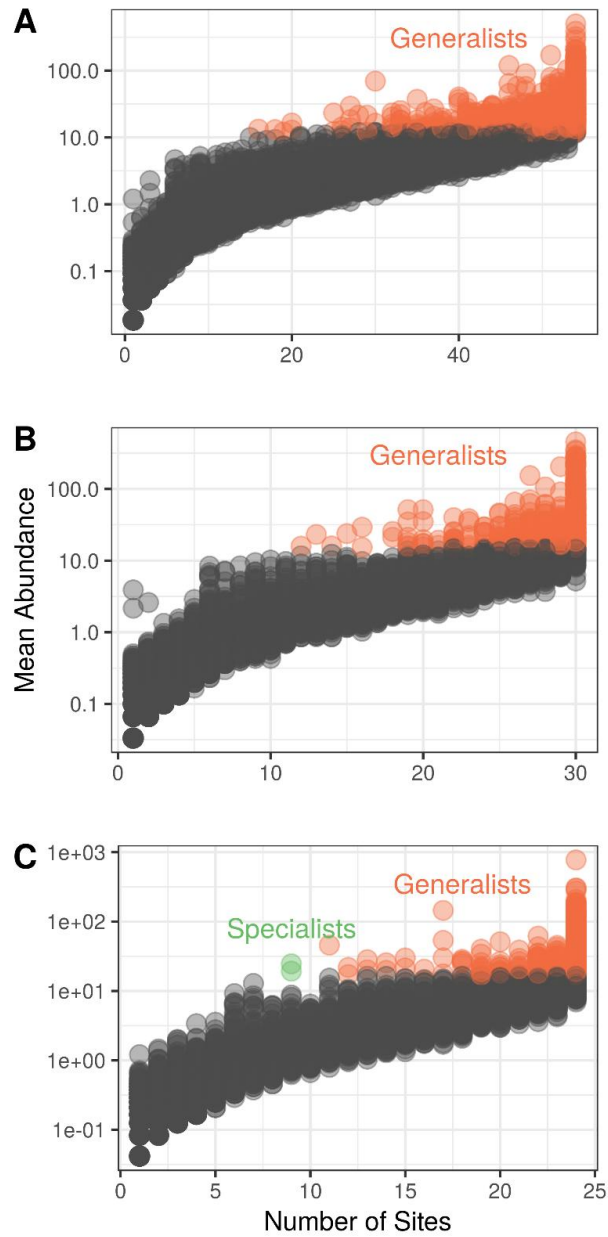 A
Generalists
100.0
10.0
1.0
0.1
0
20
40
B
Generalists
100.0
10.0
1.0
0.1
0
10
20
30
Mean Abundance
C
1e+03
Generalists
1e+02
Specialists
1e+01
1e+00
1e-01
0
5
10
15
20
25
Number of Sites